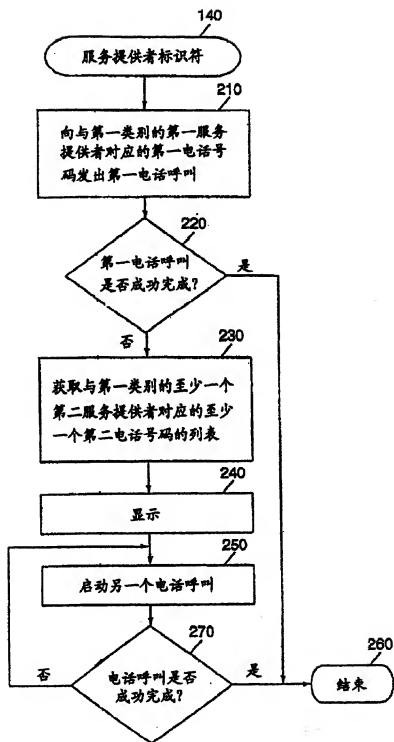 140
服务提供者标识符
210
向与第一类别的第一服务
提供者对应的第一电话号
码发出第一电话呼叫
220
第一电话呼叫
是否成功完成？
是
否
230
获取与第一类别的至少一个
第二服务提供者对应的至少
一个第二电话号码的列表
240
显示
250
启动另一个电话呼叫
270
电话呼叫是否
成功完成？
否
是
260
结束